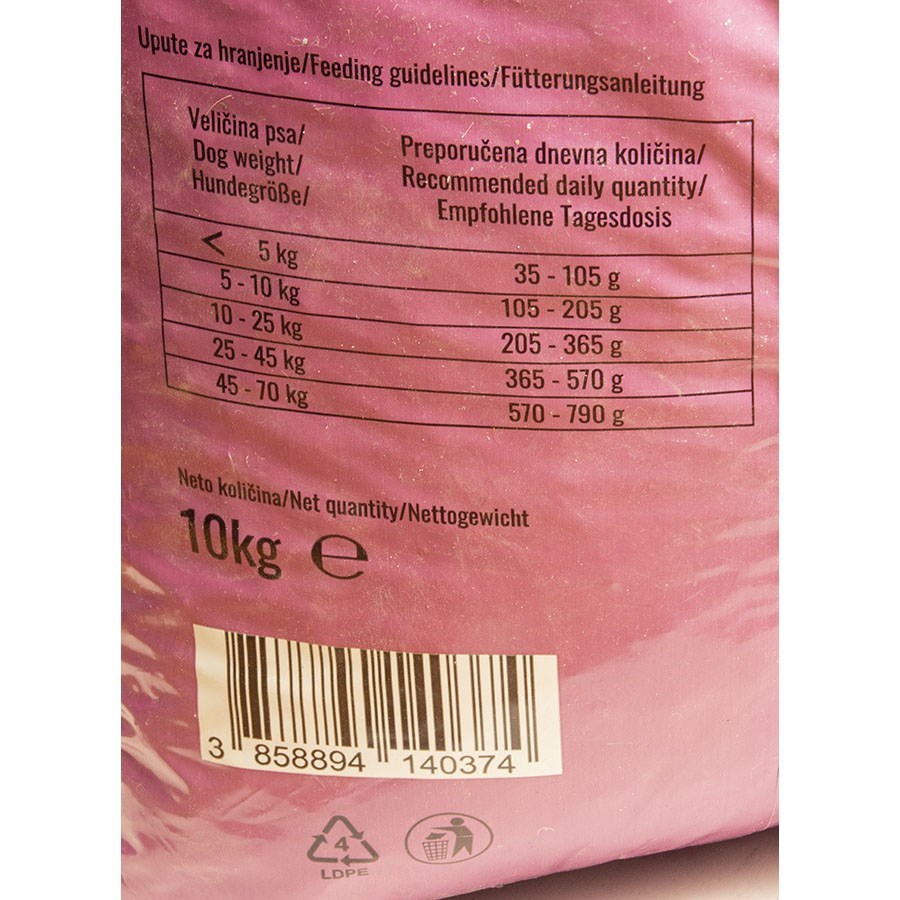 Upute za hranjenje/Feeding guidelines/Fütterungsanleitung
Veličina psa/
Dog weight/
Hundegröße/
Preporučena dnevna količina/
Recommended daily quantity/
Empfohlene Tagesdosis
< 5 kg 35 - 105 g
5 - 10 kg 105 - 205 g
10 - 25 kg 205 - 365 g
25 - 45 kg 365 - 570 g
45 - 70 kg 570 - 790 g
Neto količina/Net quantity/Nettogewicht
10kg ℮
3 858894 140374
4
LDPE